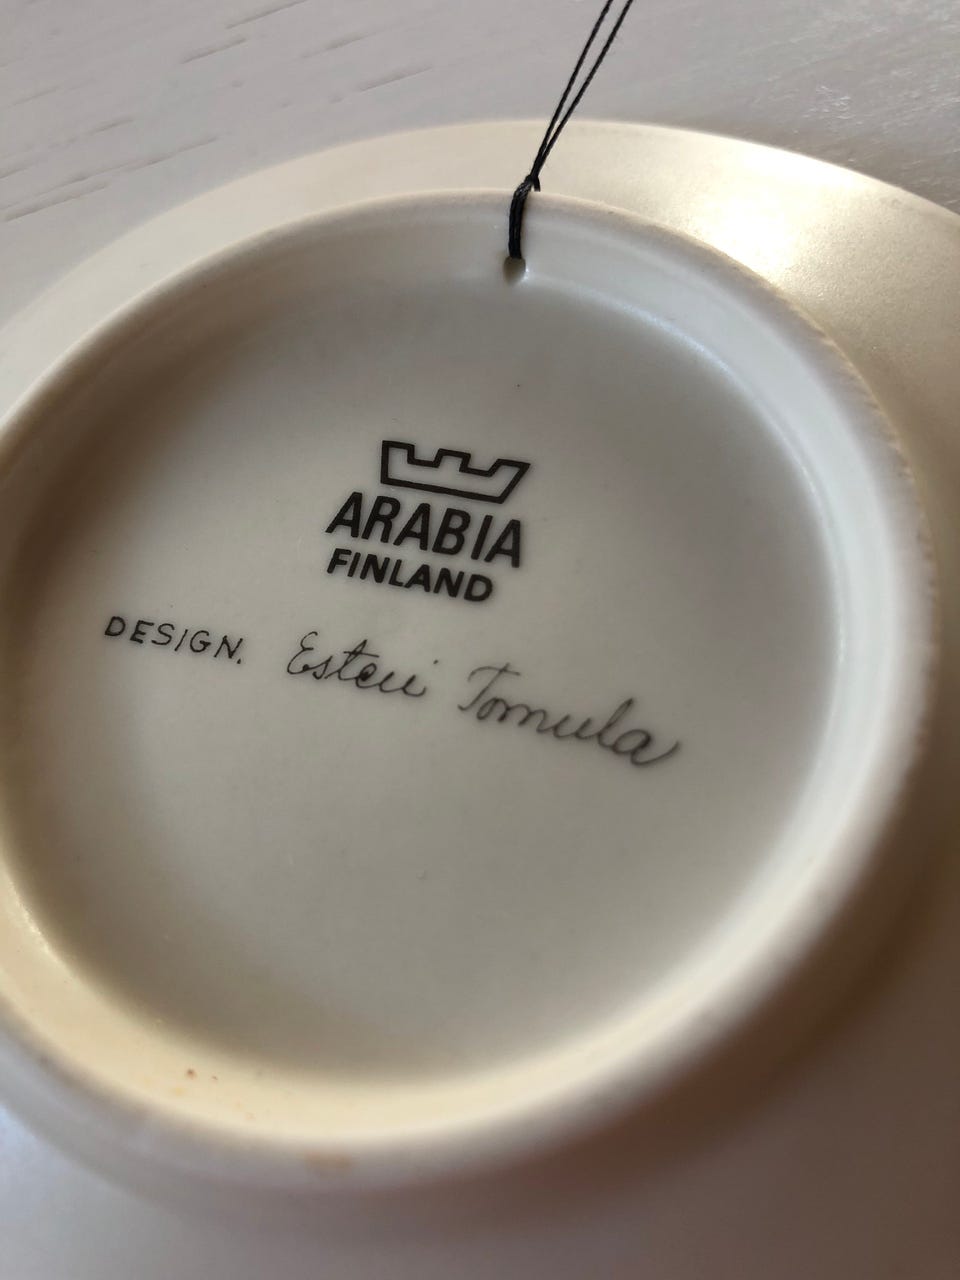 ARABIA
FINLAND
DESIGN. Esteri Tomula